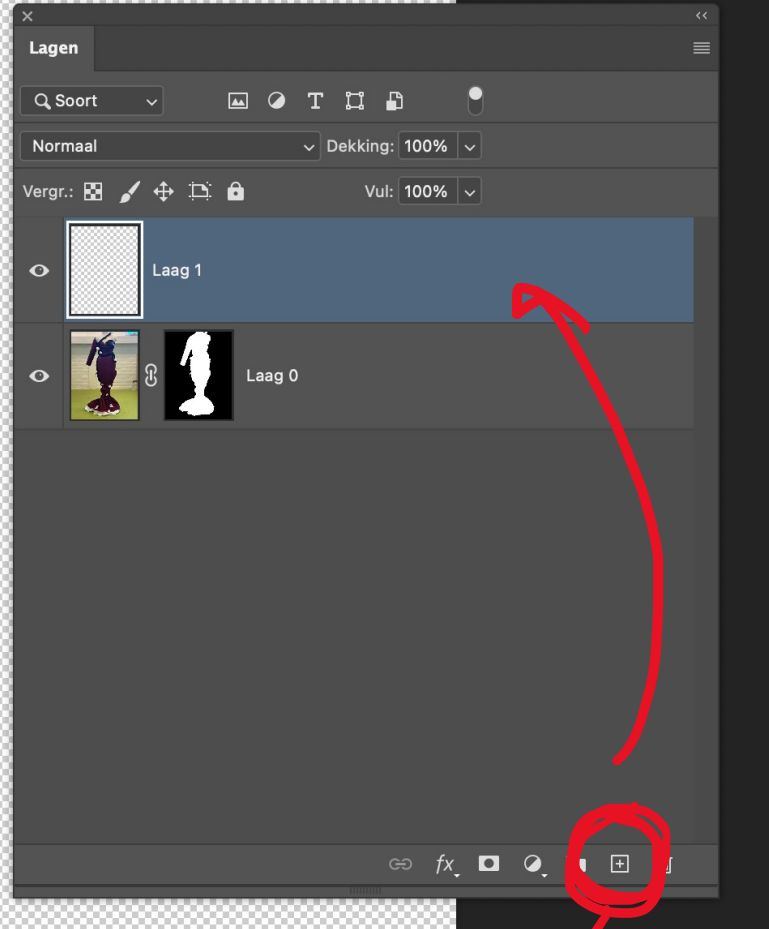 Lagen
Soort
Normaal Dekking: 100%
Vergr.: Vul: 100%
Laag 1
Laag 0
fx